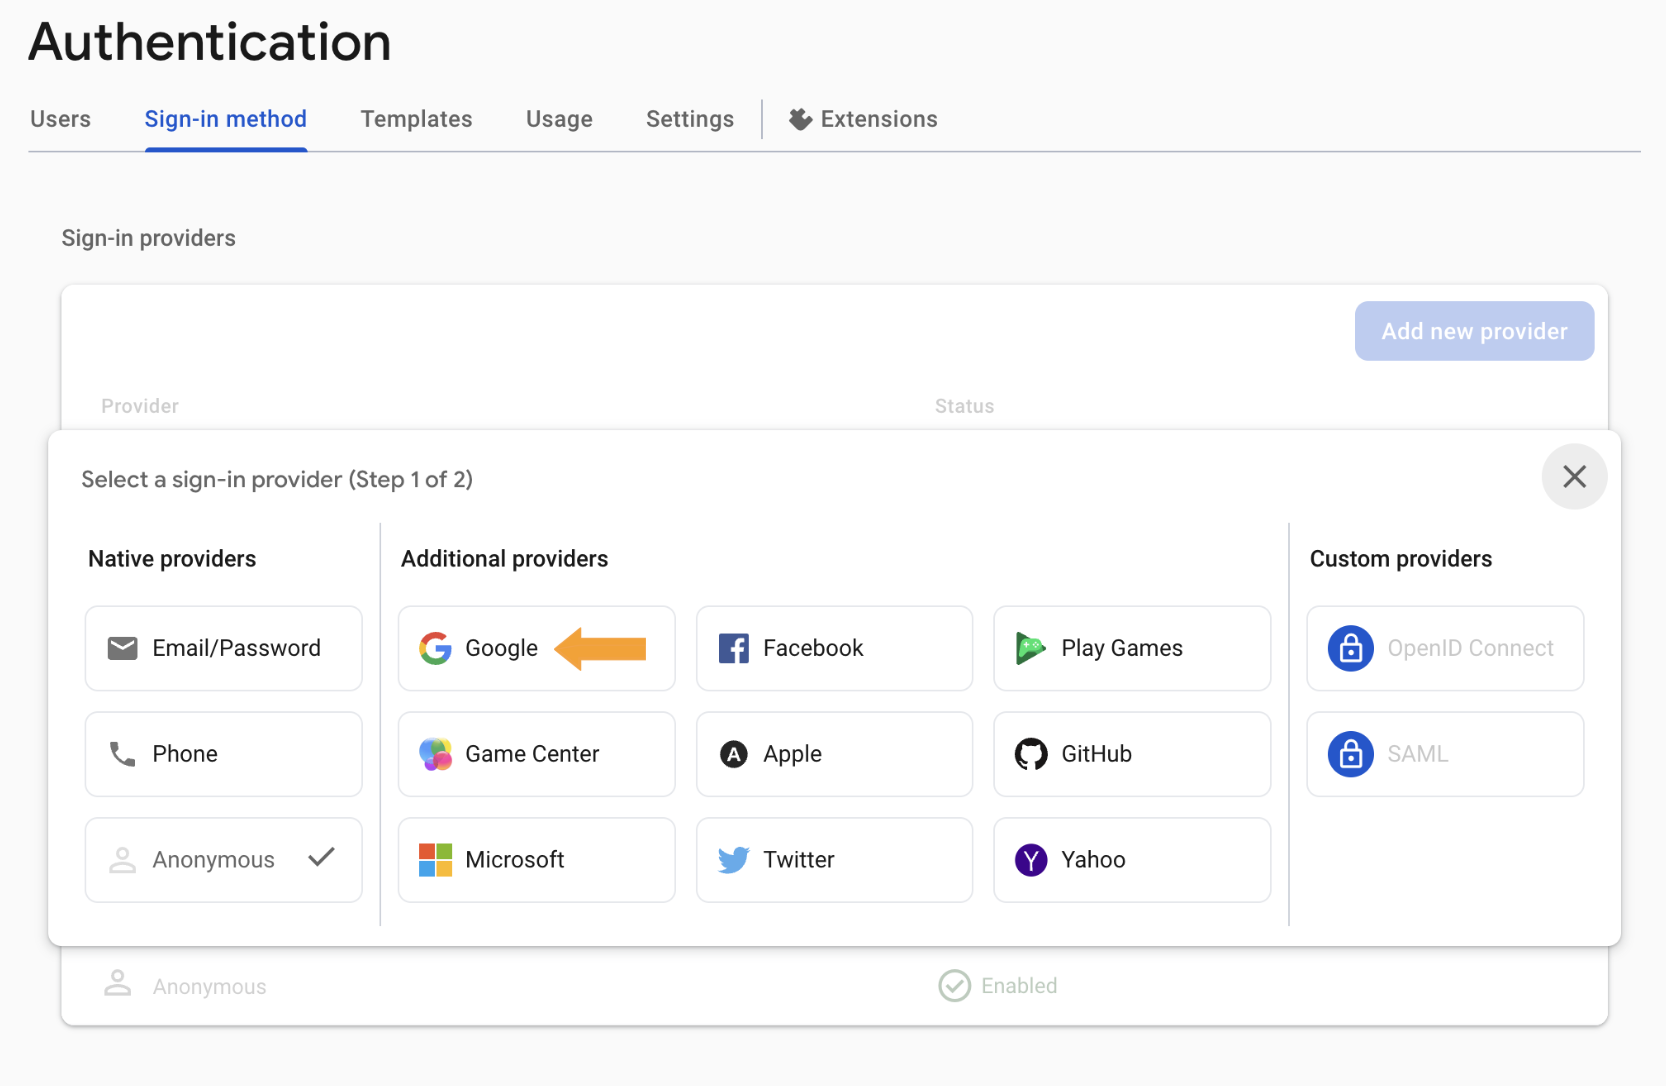 Authentication
Users Sign-in method Templates Usage Settings Extensions
Sign-in providers
Add new provider
Provider Status
Select a sign-in provider (Step 1 of 2)
Native providers Additional providers Custom providers
Email/Password Google Facebook Play Games OpenID Connect
Phone Game Center Apple GitHub SAML
Anonymous Microsoft Twitter Yahoo
Anonymous Enabled